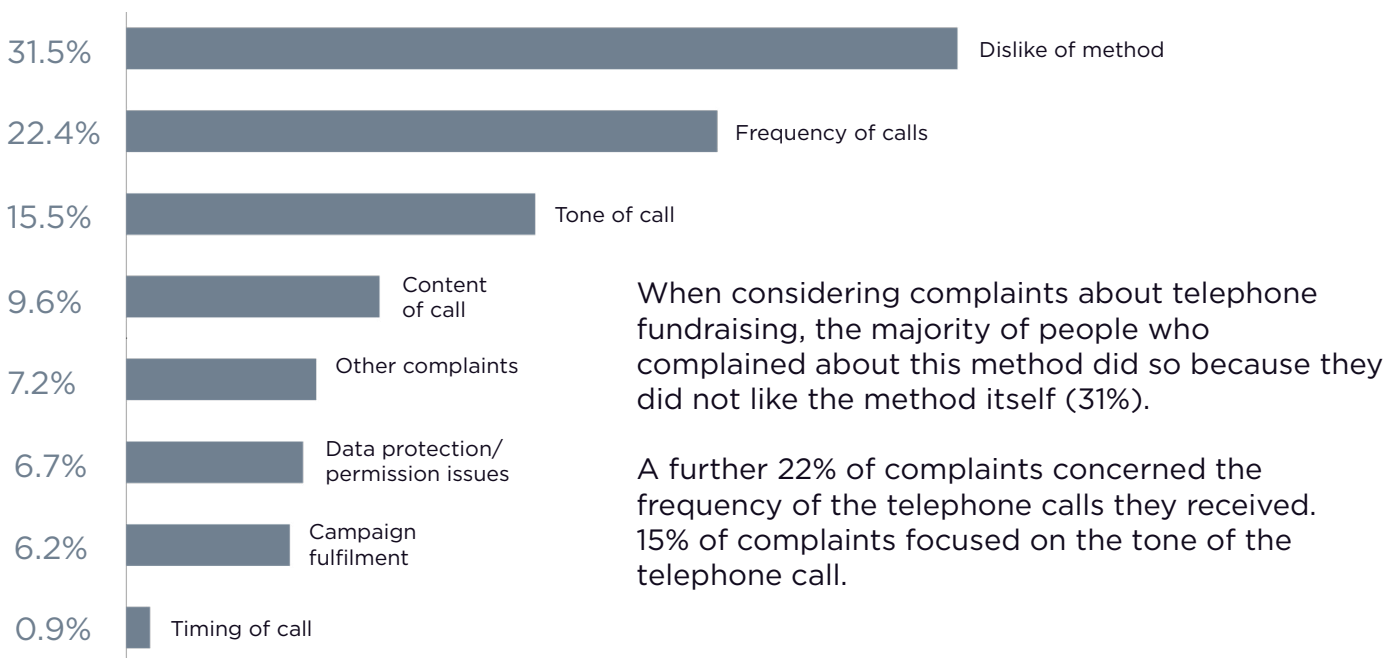 31.5%
Dislike of method
22.4%
Frequency of calls
15.5%
Tone of call
9.6%
Content
of call
7.2%
Other complaints
6.7%
Data protection/
permission issues
6.2%
Campaign
fulfilment
0.9%
Timing of call
When considering complaints about telephone
fundraising, the majority of people who
complained about this method did so because they
did not like the method itself (31%).
A further 22% of complaints concerned the
frequency of the telephone calls they received.
15% of complaints focused on the tone of the
telephone call.